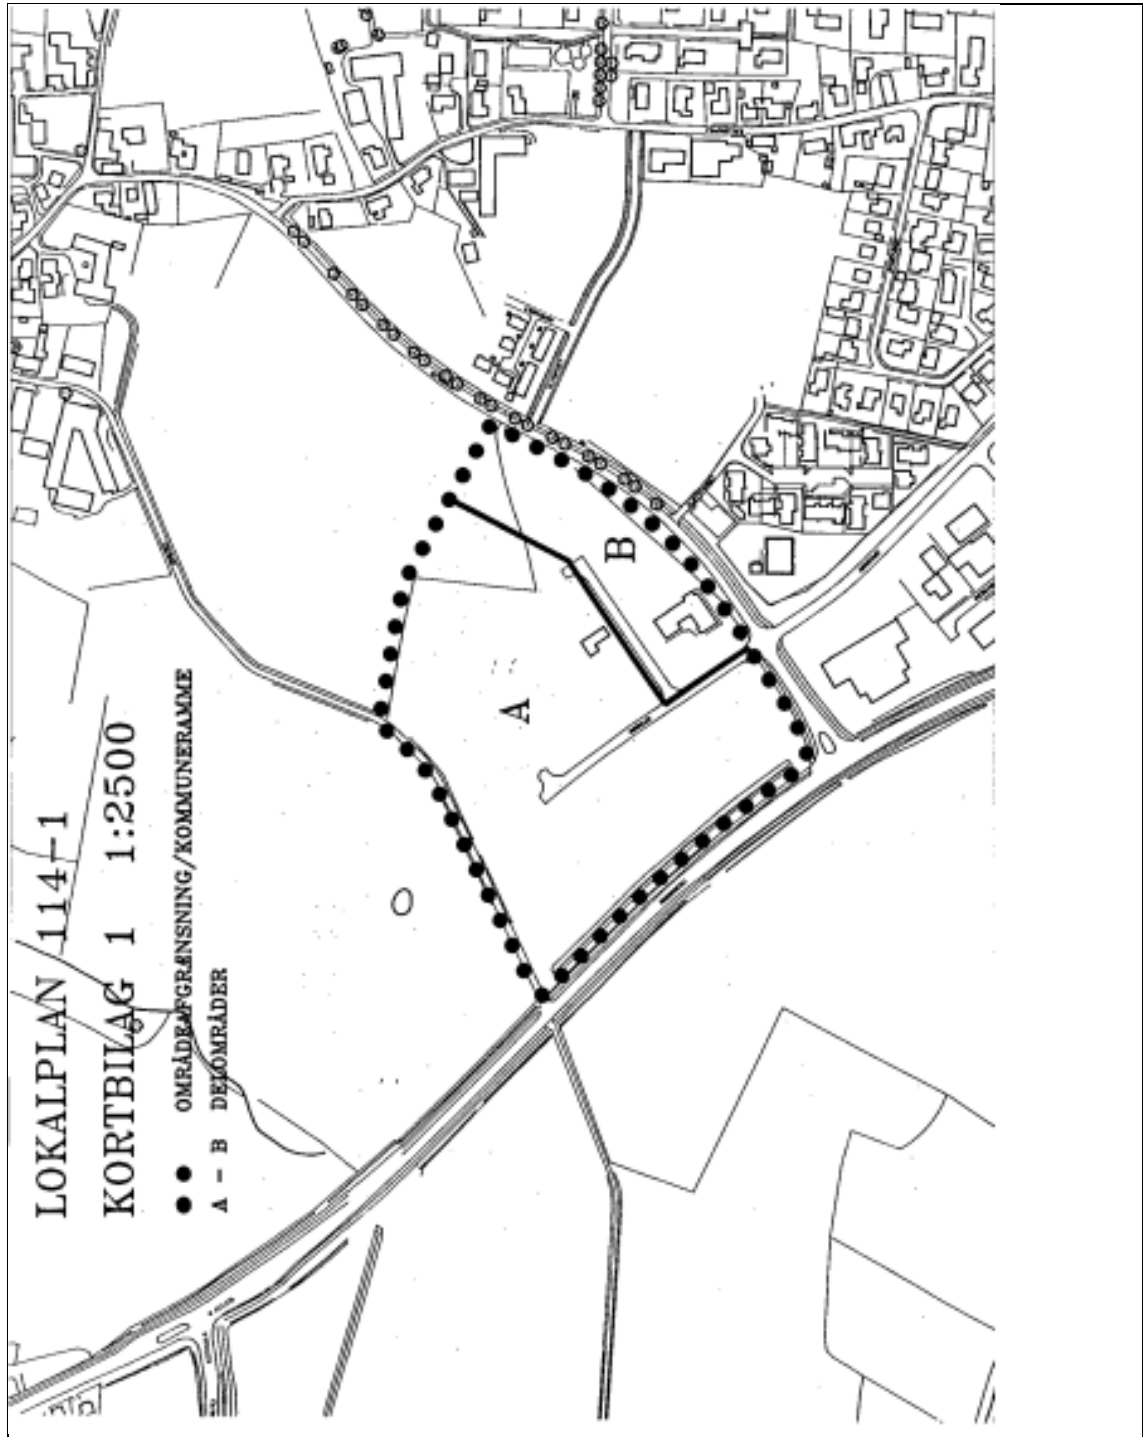 LOKALPLAN 114-1
KORTBILAG 1 1:2500
OMRÅDEAFGRÆNSNING/KOMMUNERAMME
A - B DELOMRÅDER
A
B